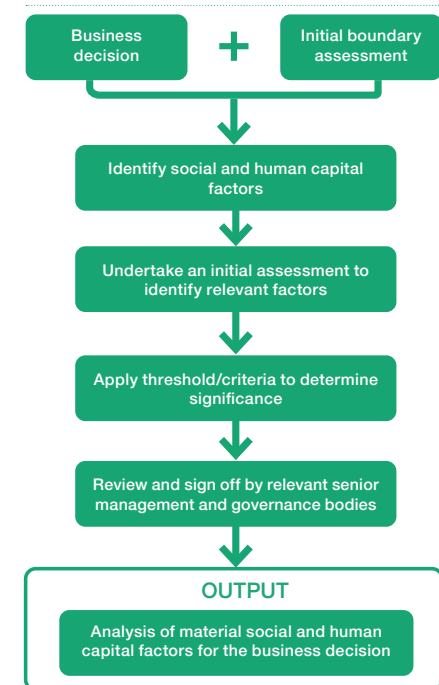 Business
decision
+
Initial boundary
assessment
Identify social and human capital
factors
Undertake an initial assessment to
identify relevant factors
Apply threshold/criteria to determine
significance
Review and sign off by relevant senior
management and governance bodies
OUTPUT
Analysis of material social and human
capital factors for the business decision